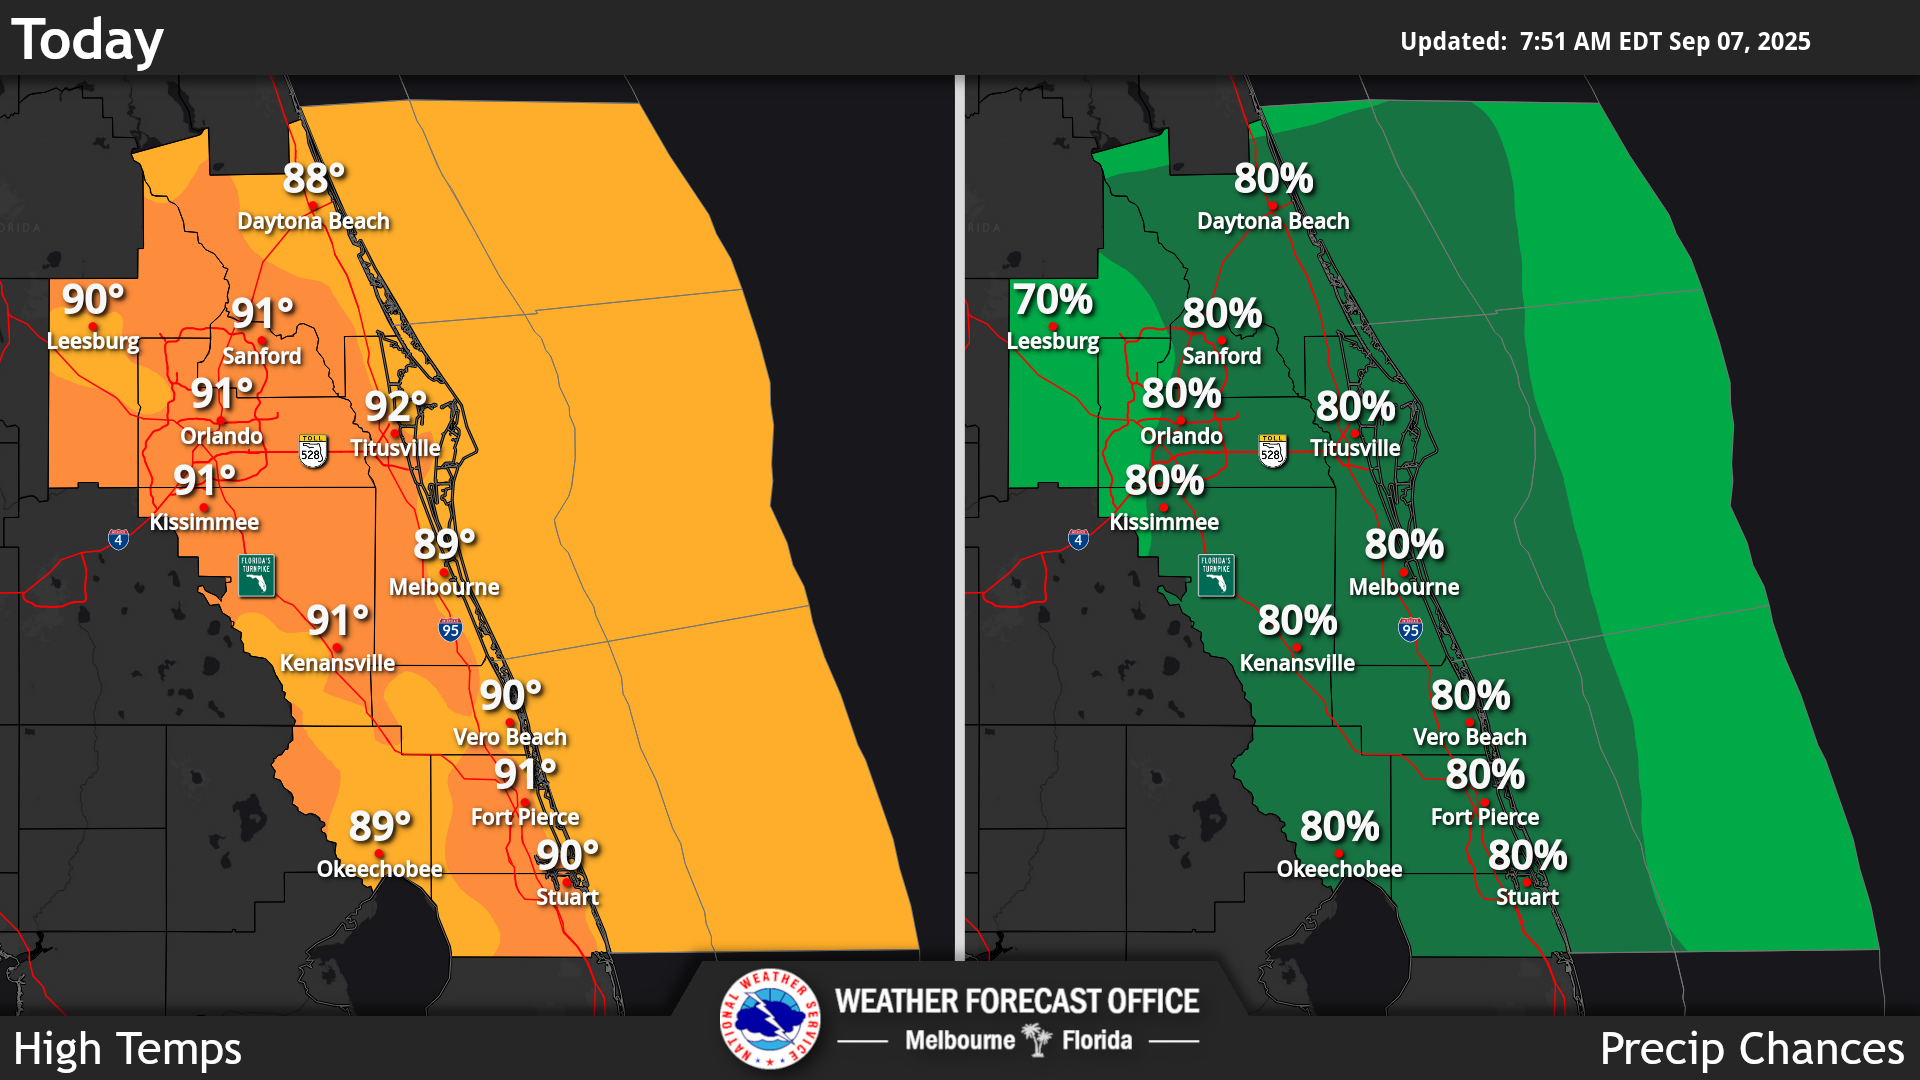 Today
Updated: 7:51 AM EDT Sep 07, 2025
88°
Daytona Beach
90°
Leesburg
91°
Sanford
91°
Orlando
92°
Titusville
TOLL
528
91°
Kissimmee
4
FLORIDA'S
TURNPIKE
89°
Melbourne
95
91°
Kenansville
90°
Vero Beach
91°
Fort Pierce
89°
Okeechobee
90°
Stuart
80%
Daytona Beach
70%
Leesburg
80%
Sanford
80%
Orlando
80%
Titusville
TOLL
528
80%
Kissimmee
4
FLORIDA'S
TURNPIKE
80%
Melbourne
95
80%
Kenansville
80%
Vero Beach
80%
Fort Pierce
80%
Okeechobee
80%
Stuart
High Temps
NATIONAL WEATHER SERVICE
WEATHER FORECAST OFFICE
Melbourne Florida
Precip Chances